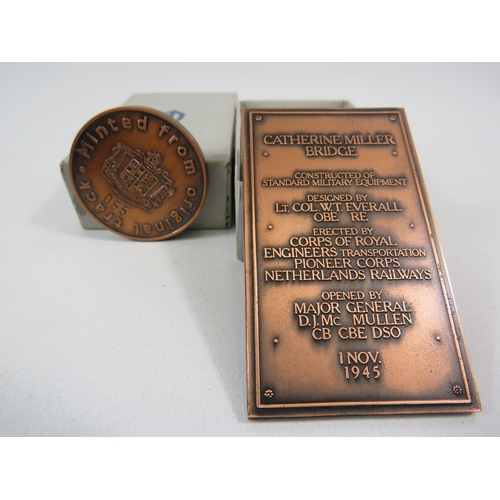 Minted from original
track -
055
CATHERINE MILLER
BRIDGE
CONSTRUCTED OF
STANDARD MILITARY EQUIPMENT
DESIGNED BY
LT. COL. W.T. EVERALL
OBE RE
ERECTED BY
CORPS OF ROYAL
ENGINEERS TRANSPORTATION
PIONEER CORPS
NETHERLANDS RAILWAYS
OPENED BY
MAJOR GENERAL
D.J. MC MULLEN
CB CBE DSO
1 NOV.
1945